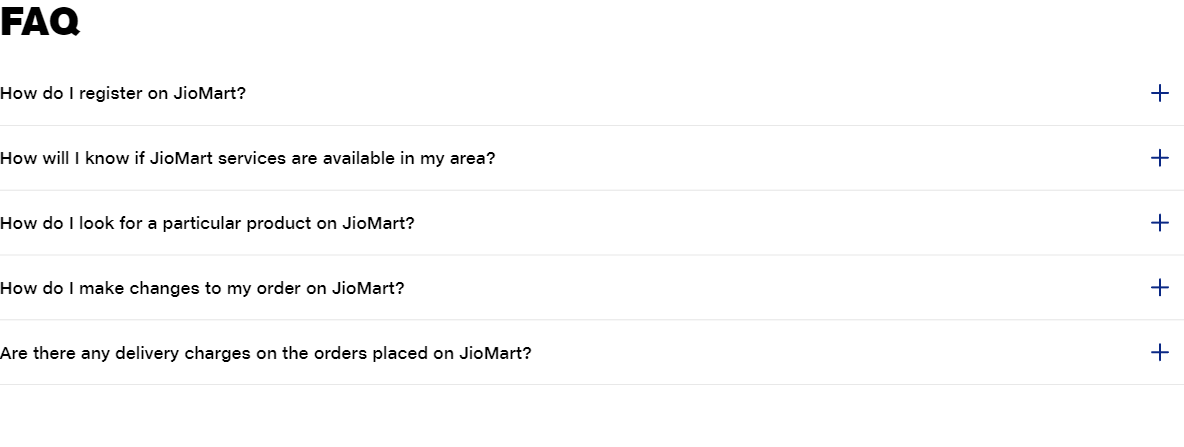 FAQ
How do I register on JioMart?
How will I know if JioMart services are available in my area?
How do I look for a particular product on JioMart?
How do I make changes to my order on JioMart?
Are there any delivery charges on the orders placed on JioMart?